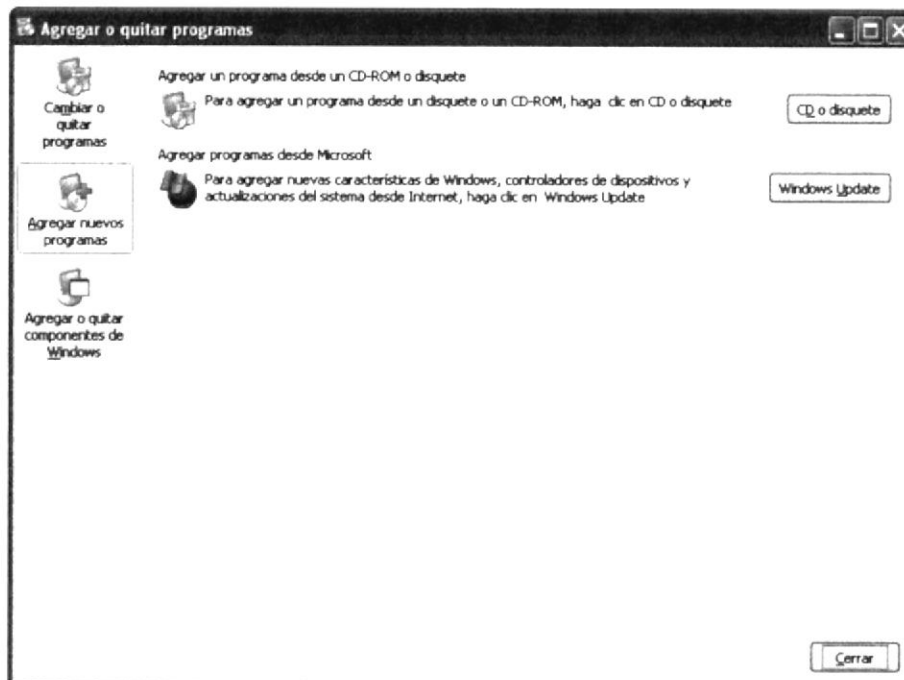 Agregar o quitar programas
Cambiar o
quitar
programas
Agregar nuevos
programas
Agregar o quitar
componentes de
Windows
Agregar un programa desde un CD-ROM o disquete
Para agregar un programa desde un disquete o un CD-ROM, haga clic en CD o disquete
CD o disquete
Agregar programas desde Microsoft
Para agregar nuevas características de Windows, controladores de dispositivos y
actualizaciones del sistema desde Internet, haga clic en Windows Update
Windows Update
Cerrar